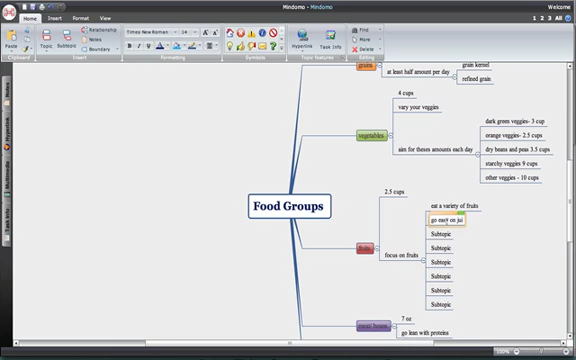 Mindomo - Mindomo
Home Insert Format View
1 2 3 All
Paste
Topic
Subtopic
Relationship
Notes
Boundary
Times New Roman 14
Hyperlink
Task Info
Find
More
Delete
Clipboard
Insert
Formatting
Symbols
Topic features
Editing
Notes
Hyperlink
Multimedia
Task Info
grains
at least half amount per day
grain kernel
refined grain
vegetables
4 cups
vary your veggies
aim for theses amounts each day
dark green veggies- 3 cup
orange veggies- 2.5 cups
dry beans and peas 3.5 cups
starchy veggies 9 cups
other veggies - 10 cups
Food Groups
fruits
2.5 cups
focus on fruits
eat a variety of fruits
go easy on jui
Subtopic
Subtopic
Subtopic
Subtopic
Subtopic
Subtopic
7 oz
go lean with proteins
100%